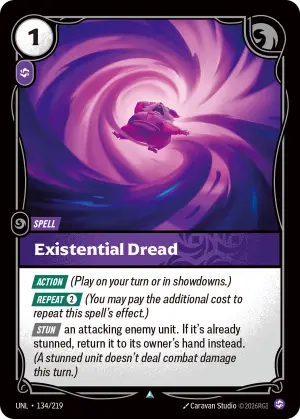 1
SPELL
Existential Dread
ACTION (Play on your turn or in showdowns.)
REPEAT 2 (You may pay the additional cost to
repeat this spell's effect.)
STUN an attacking enemy unit. If it's already
stunned, return it to its owner's hand instead.
(A stunned unit doesn't deal combat damage
this turn.)
UNL • 134/219
Caravan Studio ©2026RGI